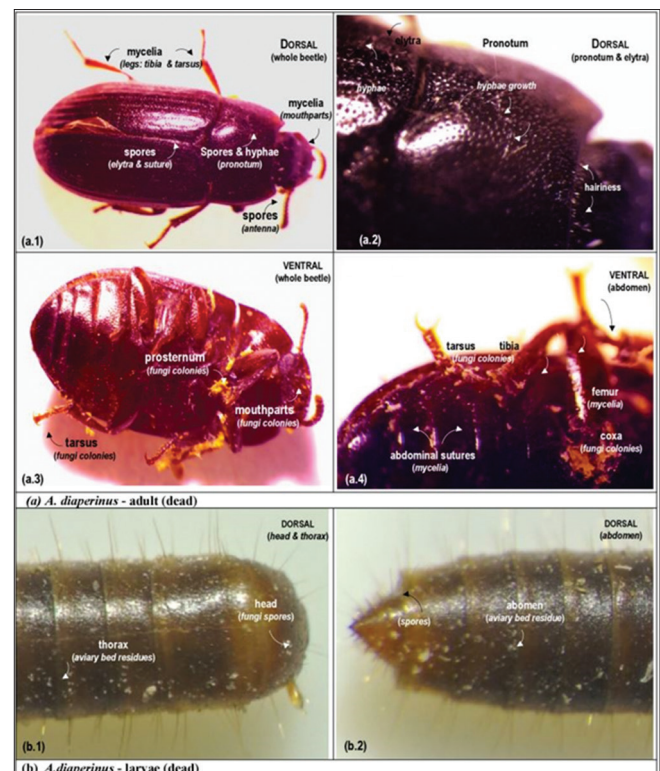 DORSAL
(whole beetle)
mycelia
(legs: tibia & tarsus)
mycelia
(mouthparts)
spores
(elytra & suture)
Spores & hyphae
(pronotum)
spores
(antenna)
(a.1)
elytra
Pronotum
DORSAL
(pronotum & elytra)
hyphae
hyphae growth
hairiness
(a.2)
VENTRAL
(whole beetle)
prosternum
(fungi colonies)
mouthparts
(fungi colonies)
tarsus
(fungi colonies)
(a.3)
VENTRAL
(abdomen)
tarsus tibia
(fungi colonies)
femur
(mycelia)
coxa
(fungi colonies)
abdominal sutures
(mycelia)
(a.4)
(a) A. diaperinus - adult (dead)
DORSAL
(head & thorax)
head
(fungi spores)
thorax
(aviary bed residues)
(b.1)
DORSAL
(abdomen)
(spores)
abomen
(aviary bed residue)
(b.2)
(b) A.diaperinus - larvae (dead)